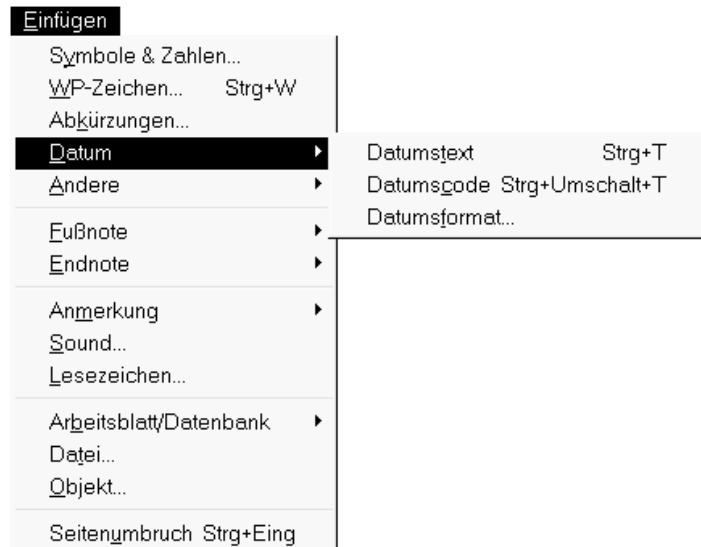 Einfügen
Symbole & Zahlen...
WP-Zeichen... Strg+W
Abkürzungen...
Datum
Andere
Fußnote
Endnote
Anmerkung
Sound...
Lesezeichen...
Arbeitsblatt/Datenbank
Datei...
Objekt...
Seitenumbruch Strg+Eing
Datumstext Strg+T
Datumscode Strg+Umschalt+T
Datumsformat...